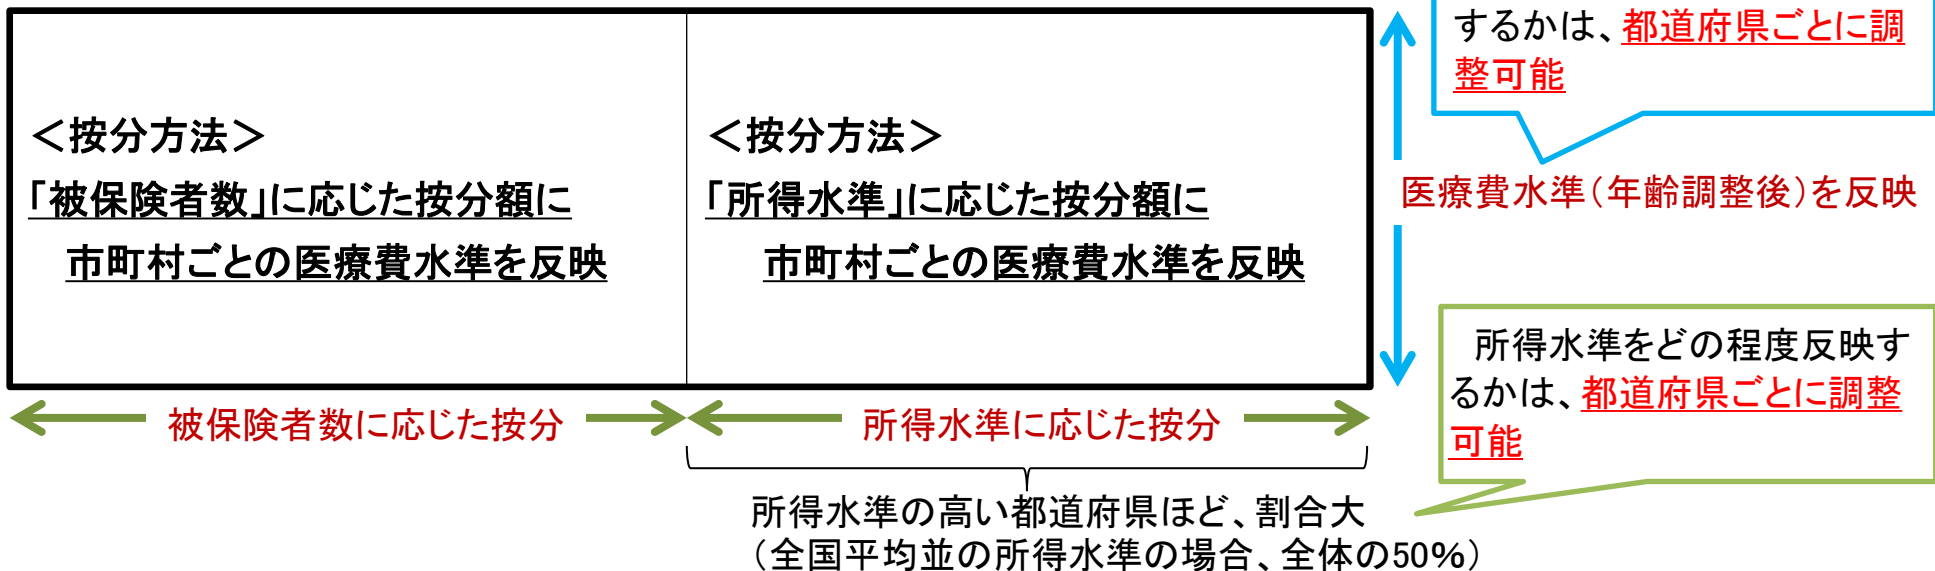 するかは、都道府県ごとに調
整可能
＜按分方法＞
「被保険者数」に応じた按分額に
市町村ごとの医療費水準を反映
＜按分方法＞
「所得水準」に応じた按分額に
市町村ごとの医療費水準を反映
医療費水準（年齢調整後）を反映
所得水準をどの程度反映す
るかは、都道府県ごとに調整
可能
被保険者数に応じた按分
所得水準に応じた按分
所得水準の高い都道府県ほど、割合大
（全国平均並の所得水準の場合、全体の50%）